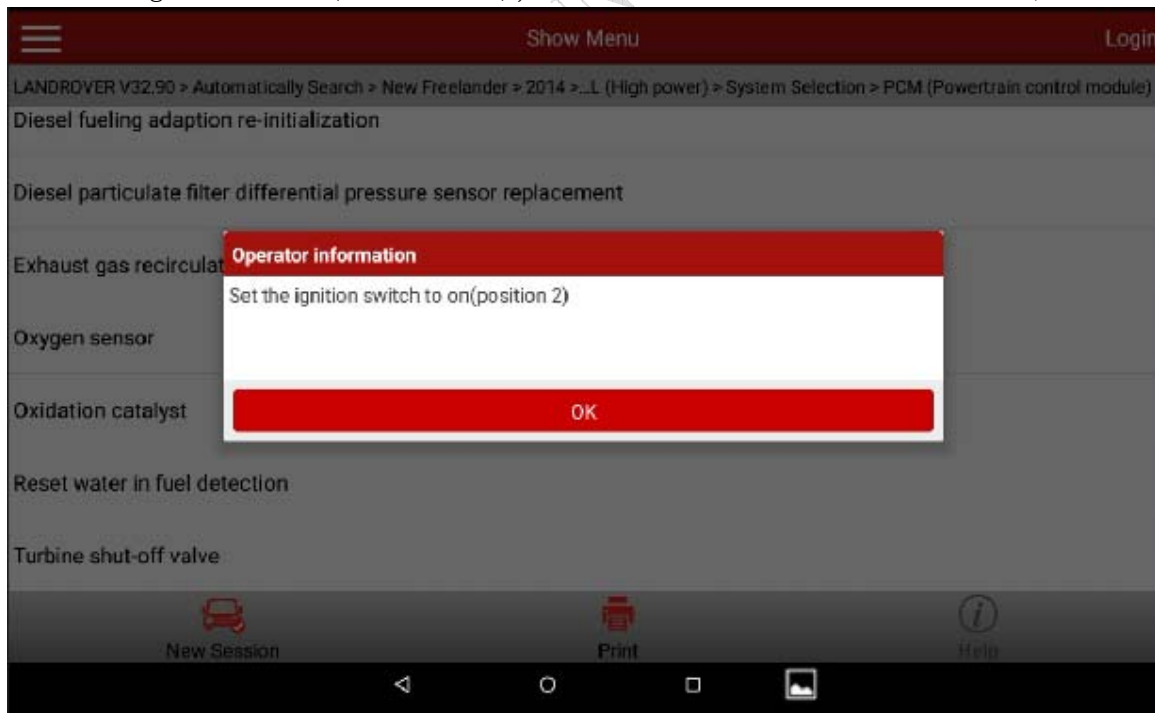 Show Menu
Login
LANDROVER V32.90 > Automatically Search > New Freelander > 2014 >...L (High power) > System Selection > PCM (Powertrain control module)
Diesel fueling adaption re-initialization
Diesel particulate filter differential pressure sensor replacement
Exhaust gas recirculat
Operator information
Set the ignition switch to on(position 2)
Oxygen sensor
OK
Oxidation catalyst
Reset water in fuel detection
Turbine shut-off valve
New Session
Print
Help